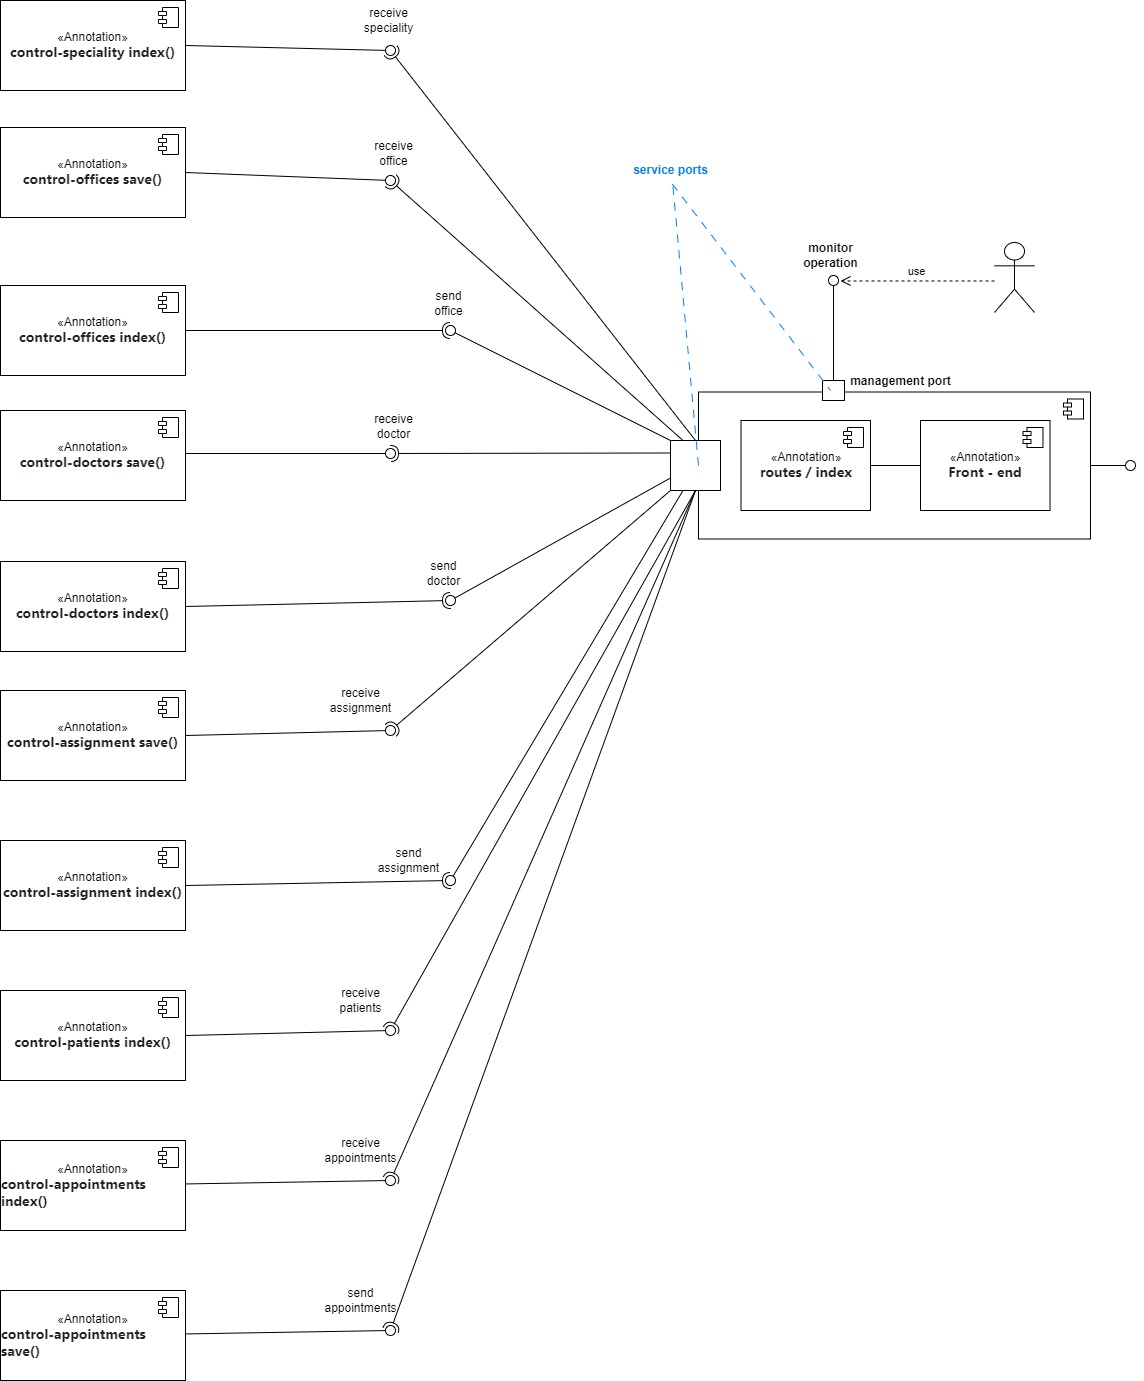 receive
speciality
«Annotation»
control-speciality index()
receive
office
«Annotation»
control-offices save()
service ports
monitor
operation
use
send
office
«Annotation»
control-offices index()
management port
receive
doctor
«Annotation»
control-doctors save()
«Annotation»
routes / index
«Annotation»
Front - end
send
doctor
«Annotation»
control-doctors index()
receive
assignment
«Annotation»
control-assignment save()
send
assignment
«Annotation»
control-assignment index()
receive
patients
«Annotation»
control-patients index()
receive
appointments
«Annotation»
control-appointments
index()
send
appointments
«Annotation»
control-appointments
save()